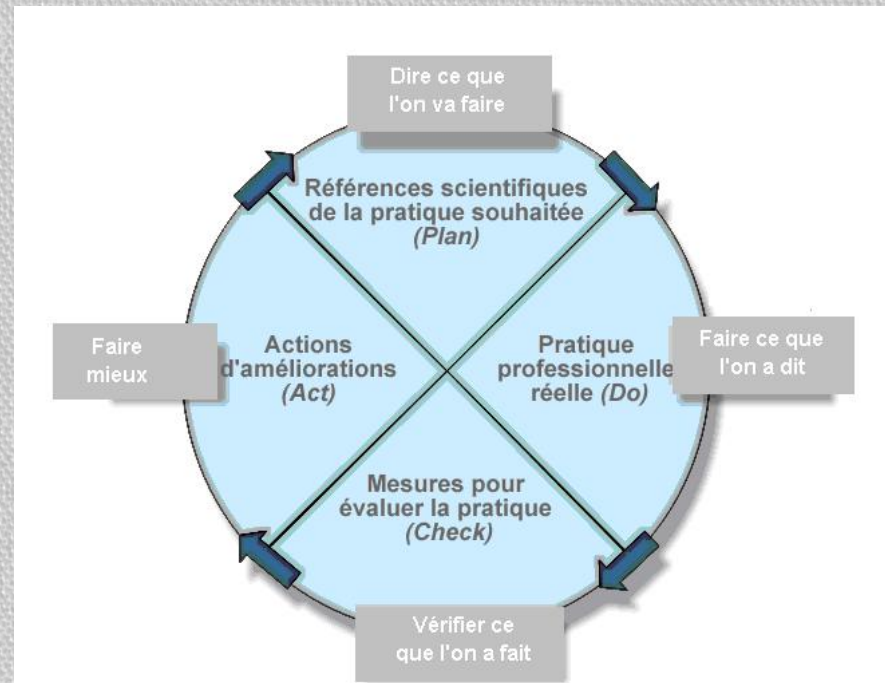 Dire ce que
l'on va faire
Références scientifiques
de la pratique souhaitée
(Plan)
Faire
mieux
Actions
d'améliorations
(Act)
Pratique
professionnelle
réelle (Do)
Faire ce que
l'on a dit
Mesures pour
évaluer la pratique
(Check)
Vérifier ce
que l'on a fait